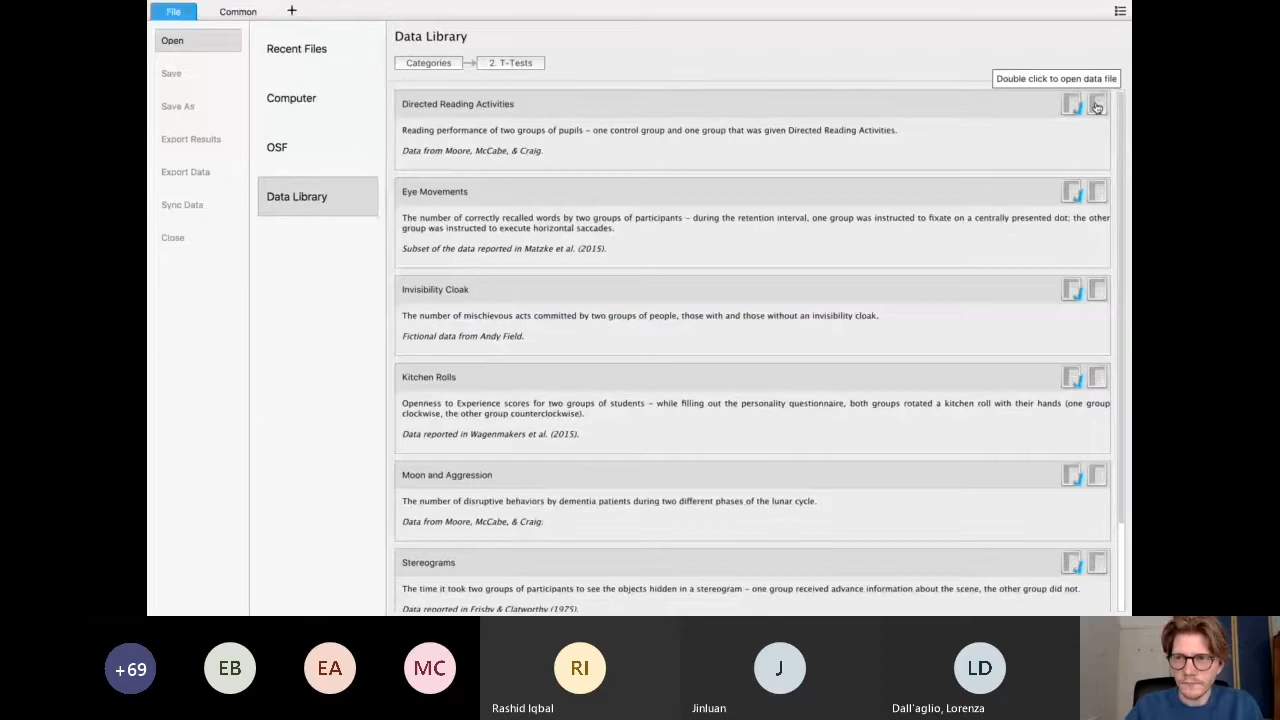 File Common +
Open
Save
Save As
Export Results
Export Data
Sync Data
Close
Recent Files
Computer
OSF
Data Library
Data Library
Categories 2. T-Tests
Double click to open data file
Directed Reading Activities
Reading performance of two groups of pupils – one control group and one group that was given Directed Reading Activities.
Data from Moore, McCabe, & Craig.
Eye Movements
The number of correctly recalled words by two groups of participants – during the retention interval, one group was instructed to fixate on a centrally presented dot; the other
group was instructed to execute horizontal saccades.
Subset of the data reported in Matzke et al. (2015).
Invisibility Cloak
The number of mischievous acts committed by two groups of people, those with and those without an invisibility cloak.
Fictional data from Andy Field.
Kitchen Rolls
Openness to Experience scores for two groups of students – while filling out the personality questionnaire, both groups rotated a kitchen roll with their hands (one group
clockwise, the other group counterclockwise).
Data reported in Wagenmakers et al. (2015).
Moon and Aggression
The number of disruptive behaviors by dementia patients during two different phases of the lunar cycle.
Data from Moore, McCabe, & Craig.
Stereograms
The time it took two groups of participants to see the objects hidden in a stereogram – one group received advance information about the scene, the other group did not.
Data reported in Frisby & Clatworthy (1975).
+69 EB EA MC RI J LD
Rashid Iqbal Jinluan Dall'aglio, Lorenza